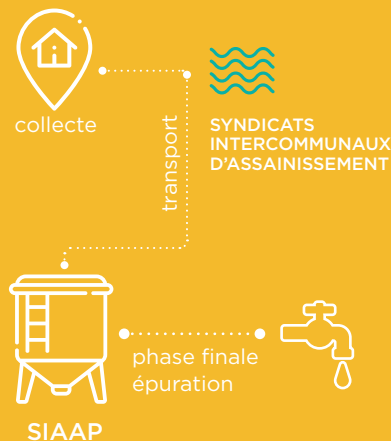 collecte
transport
SYNDICATS
INTERCOMMUNAUX
D'ASSAINISSEMENT
phase finale
épuration
SIAAP